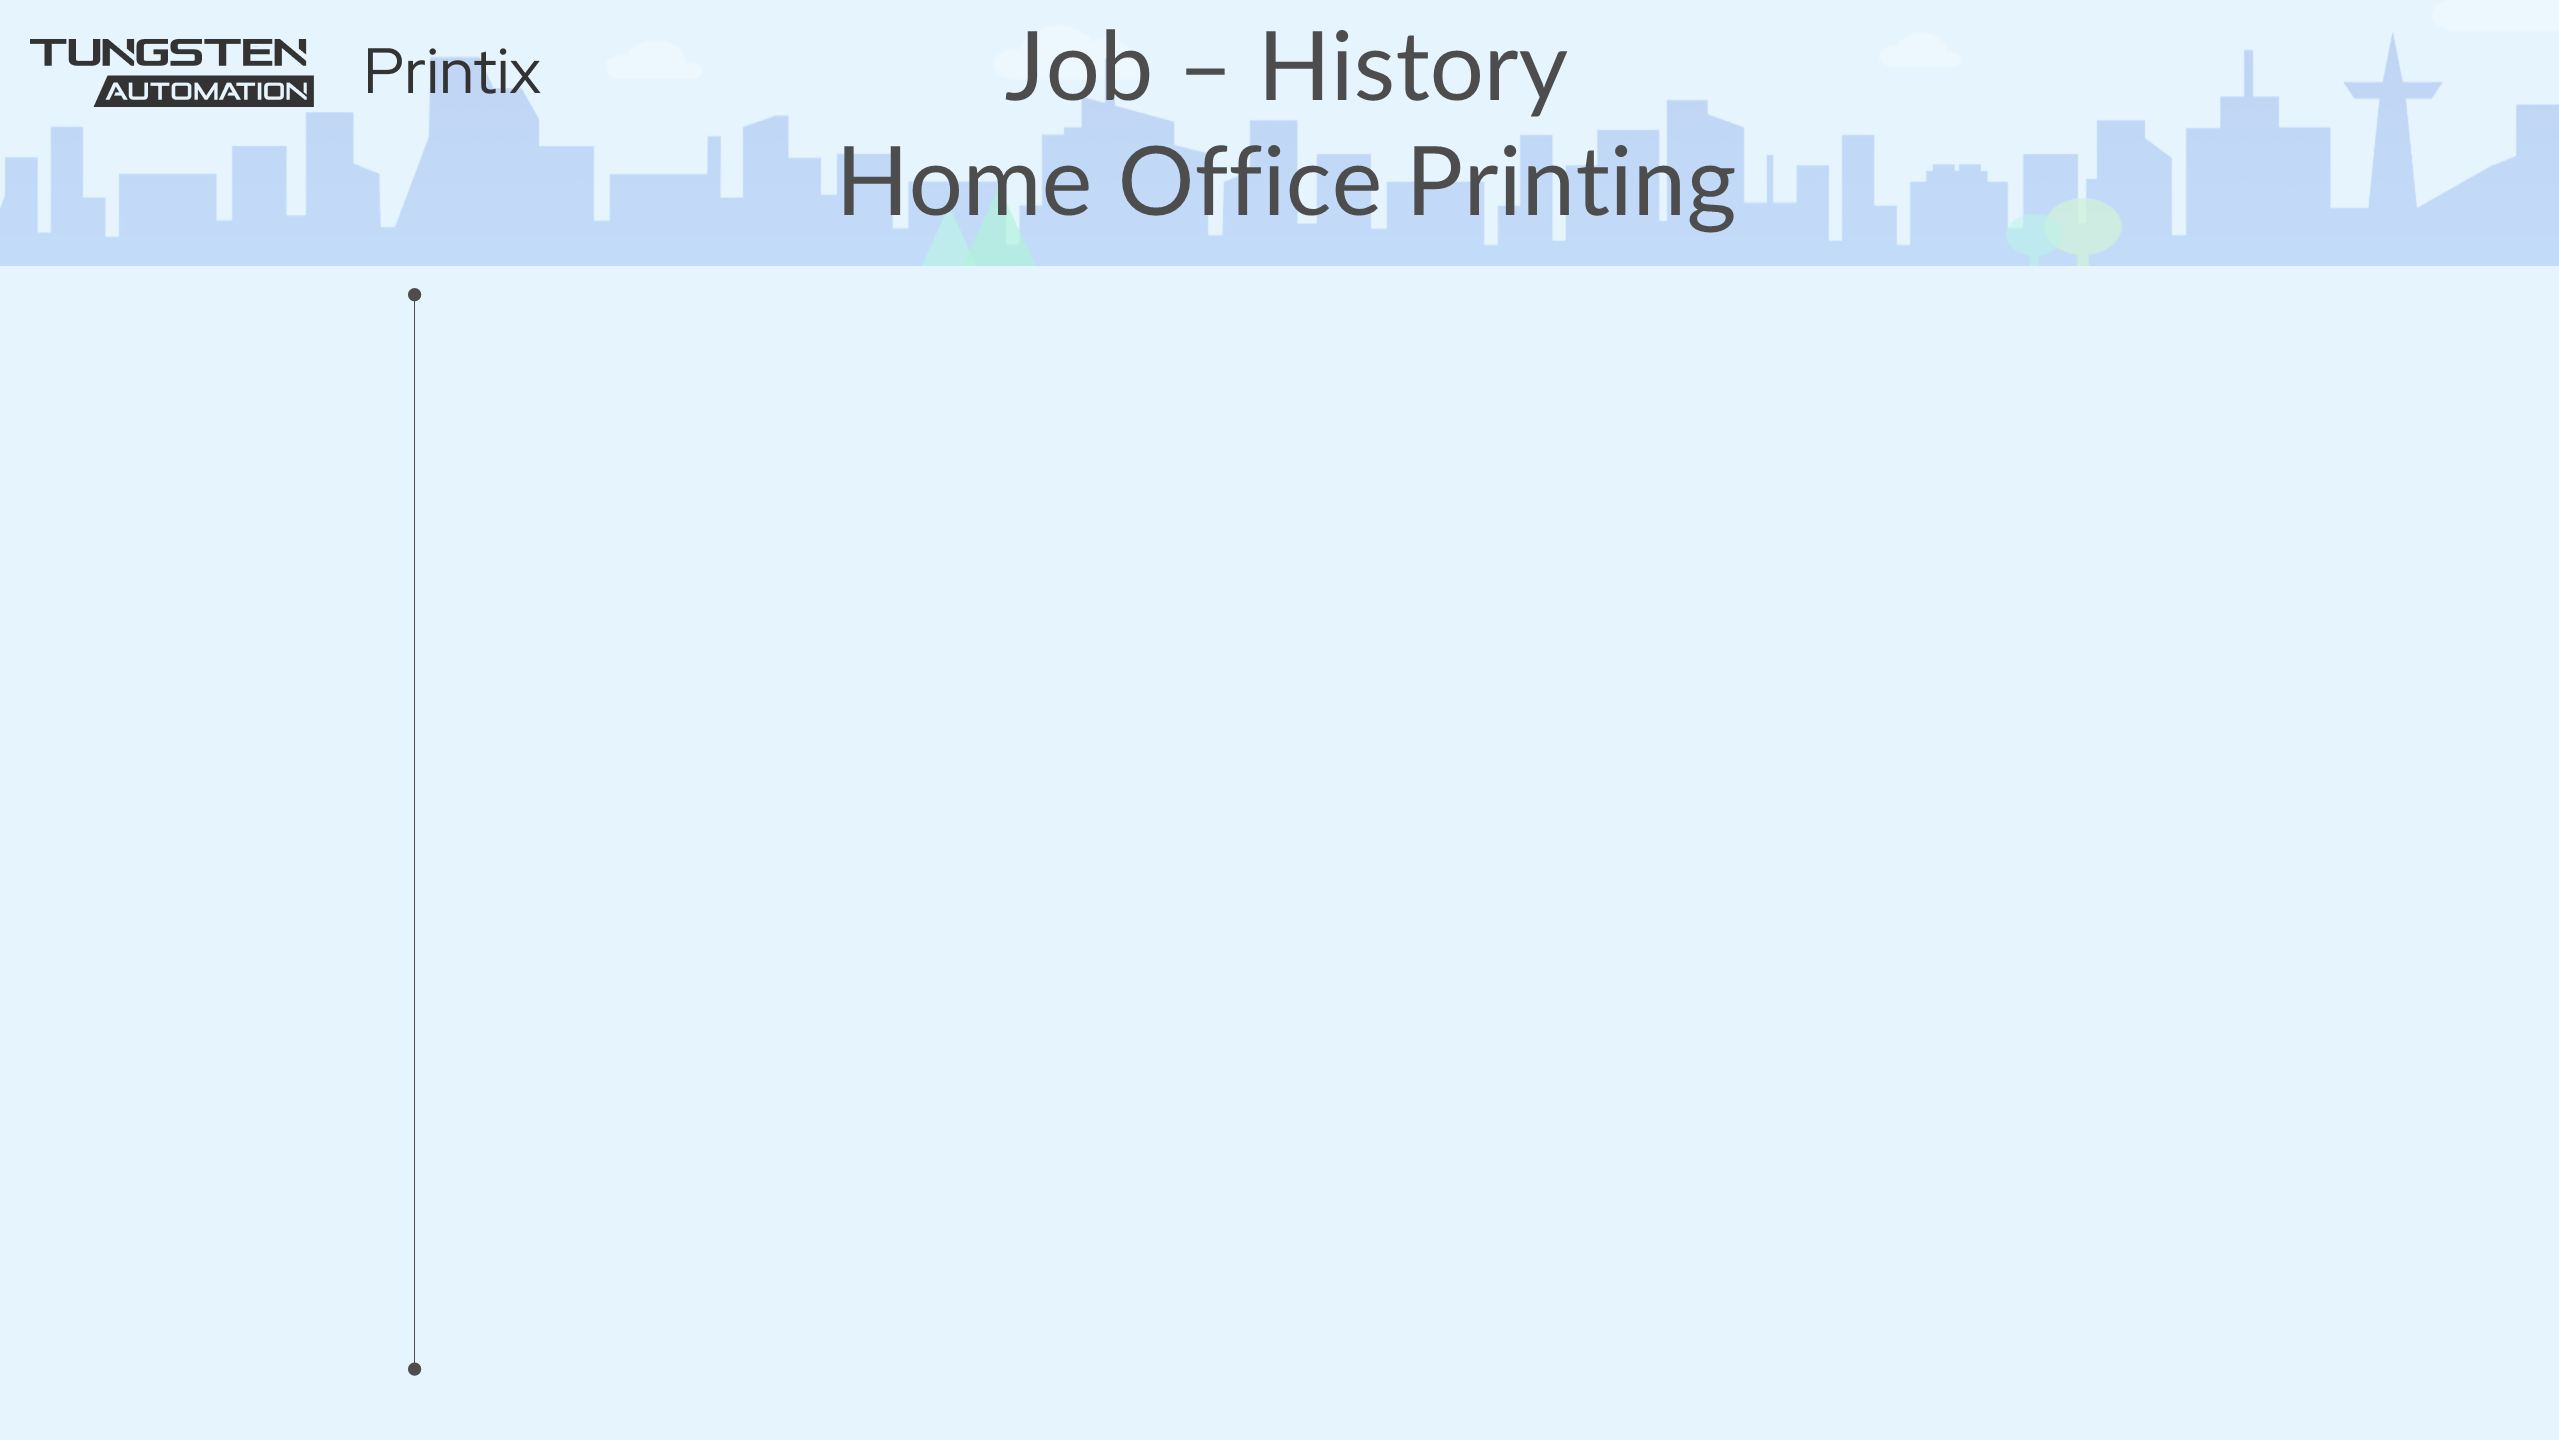 TUNGSTEN
AUTOMATION
Printix
Job – History
Home Office Printing